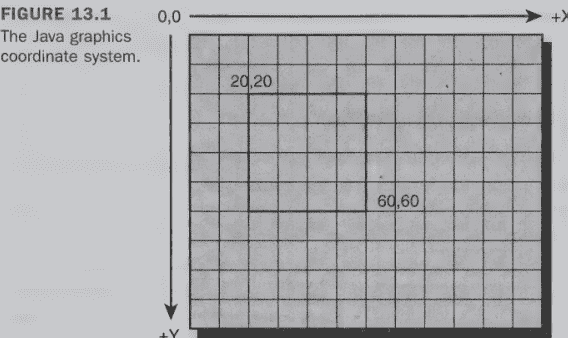 FIGURE 13.1
The Java graphics
coordinate system.
0,0
+X
20,20
60,60
+Y